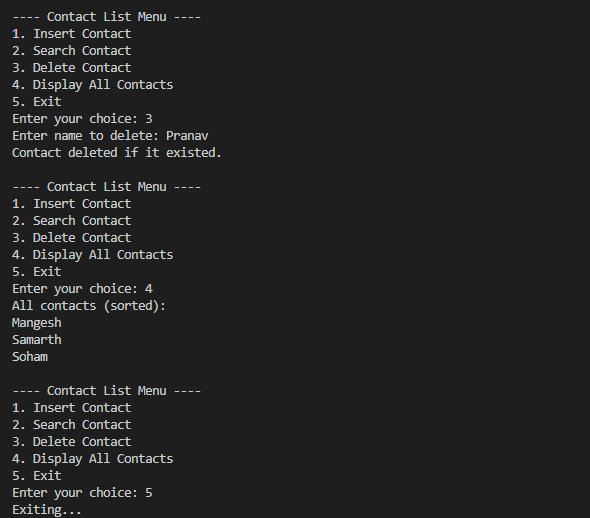 ---- Contact List Menu ----
1. Insert Contact
2. Search Contact
3. Delete Contact
4. Display All Contacts
5. Exit
Enter your choice: 3
Enter name to delete: Pranav
Contact deleted if it existed.

---- Contact List Menu ----
1. Insert Contact
2. Search Contact
3. Delete Contact
4. Display All Contacts
5. Exit
Enter your choice: 4
All contacts (sorted):
Mangesh
Samarth
Soham

---- Contact List Menu ----
1. Insert Contact
2. Search Contact
3. Delete Contact
4. Display All Contacts
5. Exit
Enter your choice: 5
Exiting...